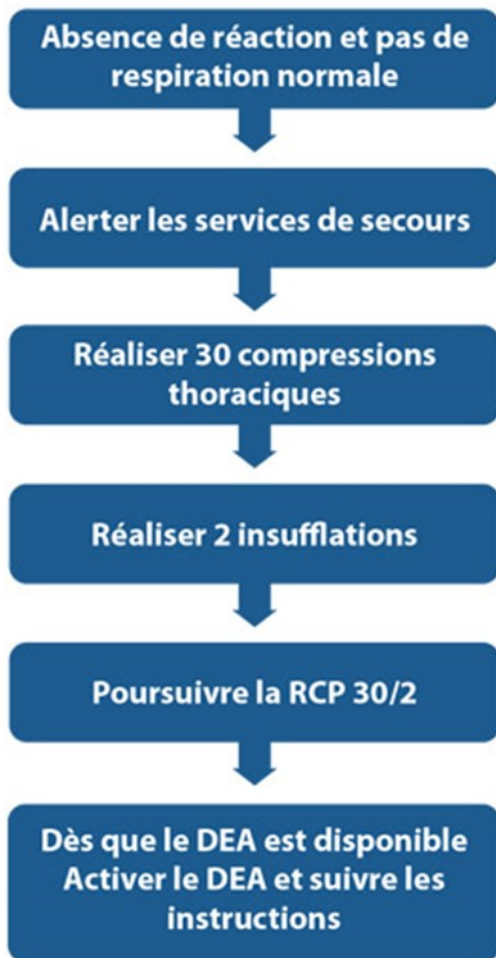 Absence de réaction et pas de
respiration normale
Alerter les services de secours
Réaliser 30 compressions
thoraciques
Réaliser 2 insufflations
Poursuivre la RCP 30/2
Dès que le DEA est disponible
Activer le DEA et suivre les
instructions